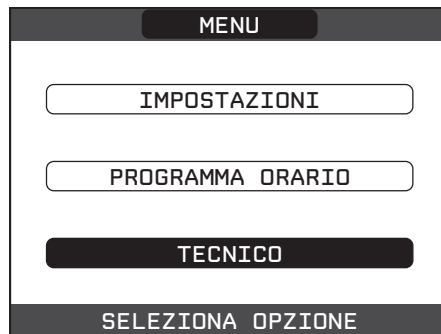 MENU
IMPOSTAZIONI
PROGRAMMA ORARIO
TECNICO
SELEZIONA OPZIONE